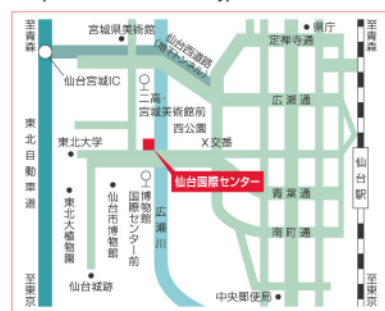 至青森
宮城県美術館
仙台西道路
(地下トンネル)
県庁
定禅寺通
至青森
仙台宮城IC
二高・
宮城美術館前
広瀬通
西公園
東北大学
X交番
仙台国際センター
仙台駅
東北自動車道
東北大植物園
仙台市博物館
博物館
国際センター前
広瀬川
青葉通
南町通
仙台城跡
中央郵便局
至東京
至東京